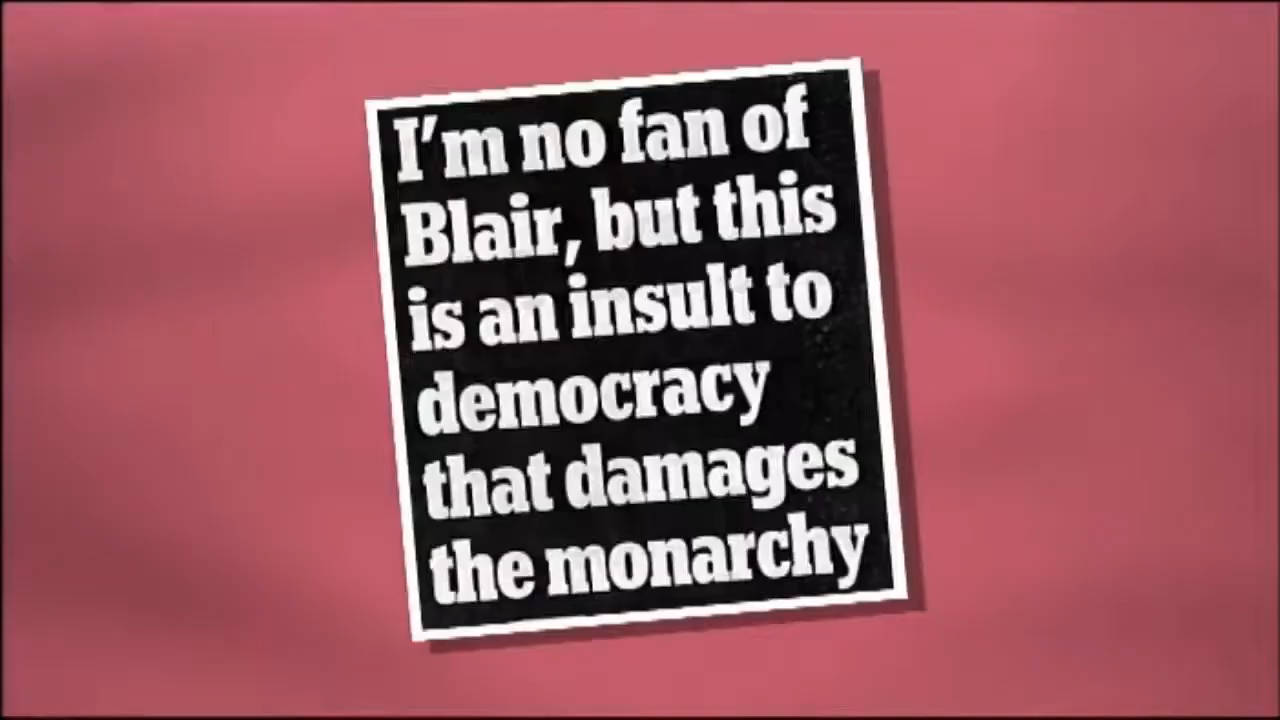 I'm no fan of
Blair, but this
is an insult to
democracy
that damages
the monarchy